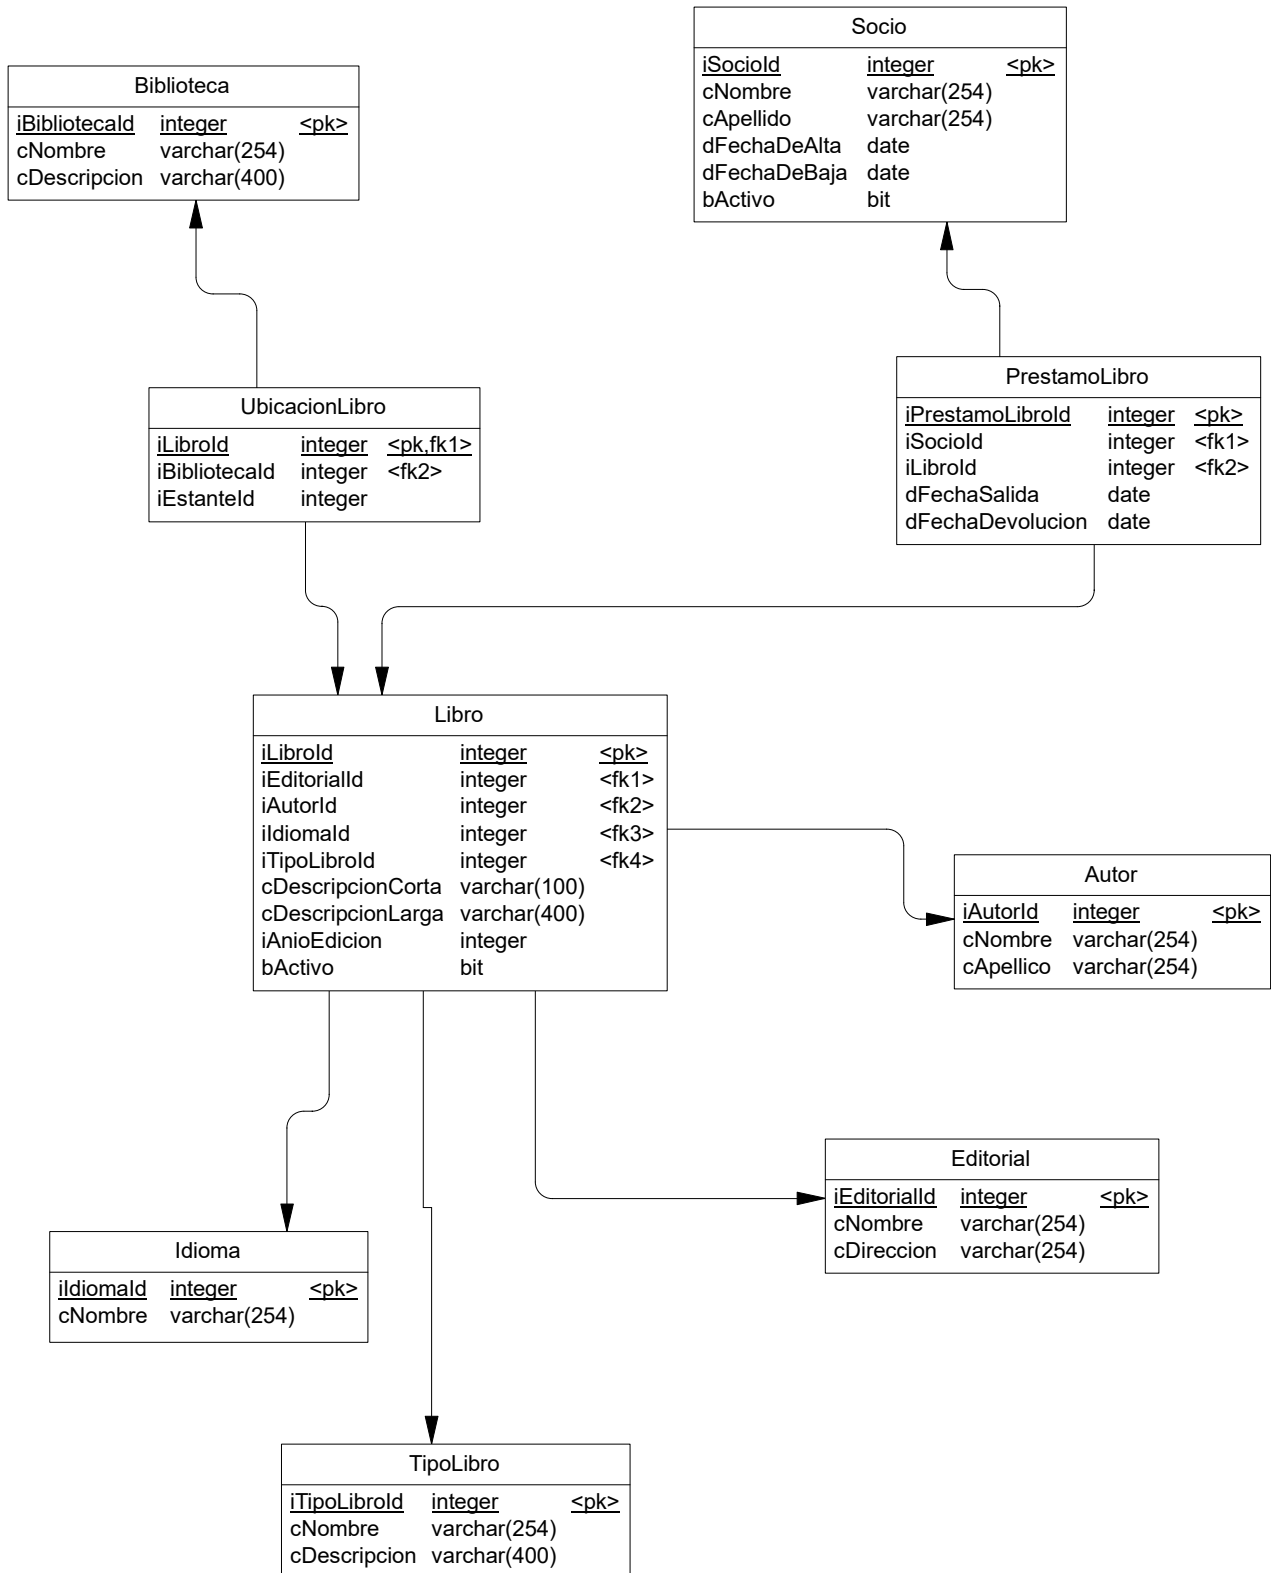 Socio
iSocioId integer <pk>
cNombre varchar(254)
cApellido varchar(254)
dFechaDeAlta date
dFechaDeBaja date
bActivo bit
Biblioteca
iBibliotecaId integer <pk>
cNombre varchar(254)
cDescripcion varchar(400)
PrestamoLibro
iPrestamoLibroId integer <pk>
iSocioId integer <fk1>
iLibroId integer <fk2>
dFechaSalida date
dFechaDevolucion date
UbicacionLibro
iLibroId integer <pk,fk1>
iBibliotecaId integer <fk2>
iEstanteId integer
Libro
iLibroId integer <pk>
iEditorialId integer <fk1>
iAutorId integer <fk2>
iIdiomaId integer <fk3>
iTipoLibroId integer <fk4>
cDescripcionCorta varchar(100)
cDescripcionLarga varchar(400)
iAnioEdicion integer
bActivo bit
Autor
iAutorId integer <pk>
cNombre varchar(254)
cApellico varchar(254)
Editorial
iEditorialId integer <pk>
cNombre varchar(254)
cDireccion varchar(254)
Idioma
iIdiomaId integer <pk>
cNombre varchar(254)
TipoLibro
iTipoLibroId integer <pk>
cNombre varchar(254)
cDescripcion varchar(400)